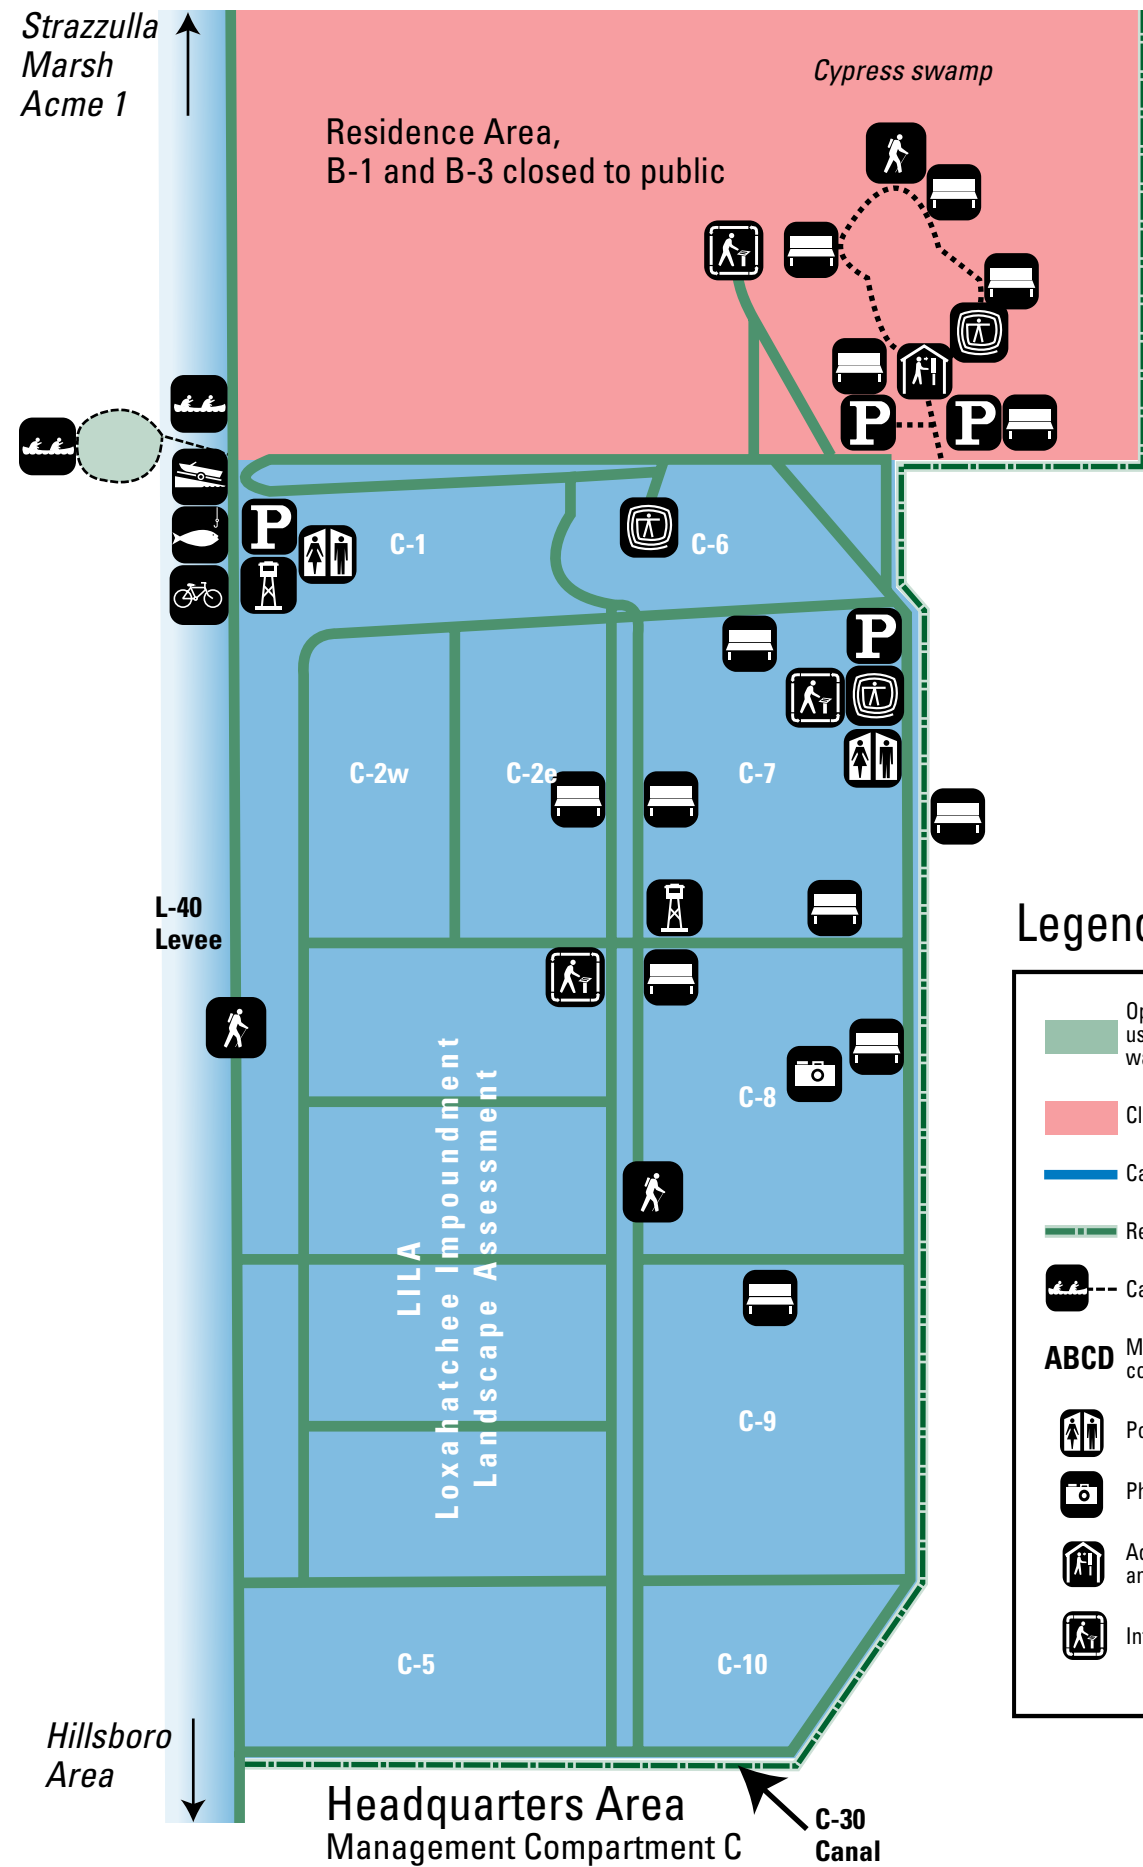 Strazzulla
Marsh
Acme 1
Cypress swamp
Residence Area,
B-1 and B-3 closed to public
P
P
P
C-1
C-6
P
C-2w
C-2e
C-7
L-40
Levee
C-8
LILA
Loxahatchee Impoundment
Landscape Assessment
C-9
C-5
C-10
Hillsboro
Area
Headquarters Area
Management Compartment C
C-30
Canal
ABCD